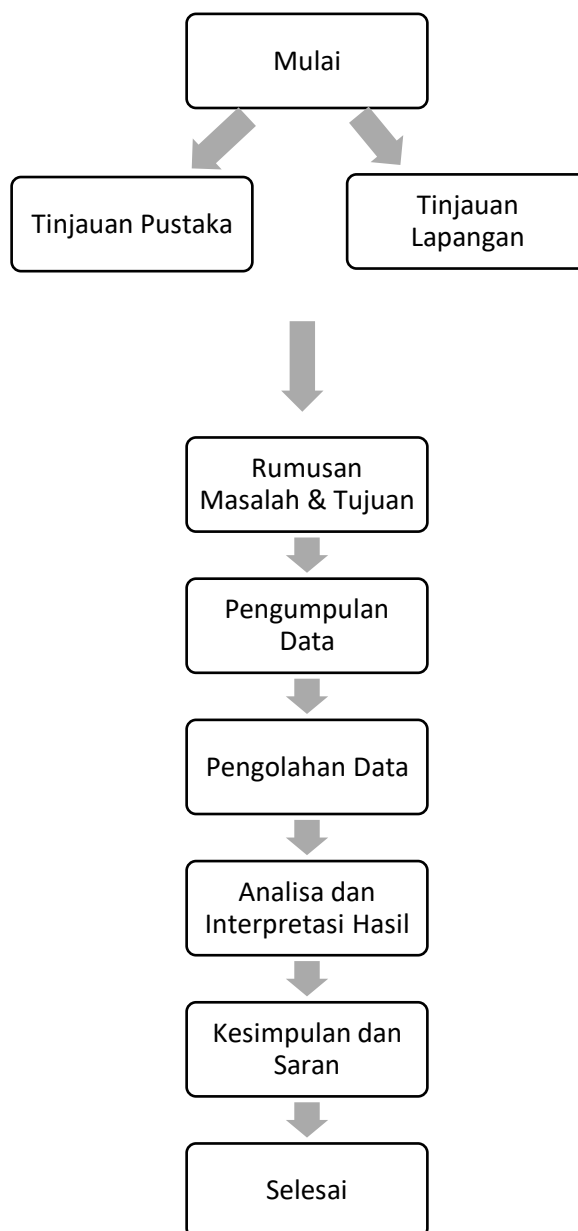 Mulai
Tinjauan Pustaka
Tinjauan
Lapangan
Rumusan
Masalah & Tujuan
Pengumpulan
Data
Pengolahan Data
Analisa dan
Interpretasi Hasil
Kesimpulan dan
Saran
Selesai